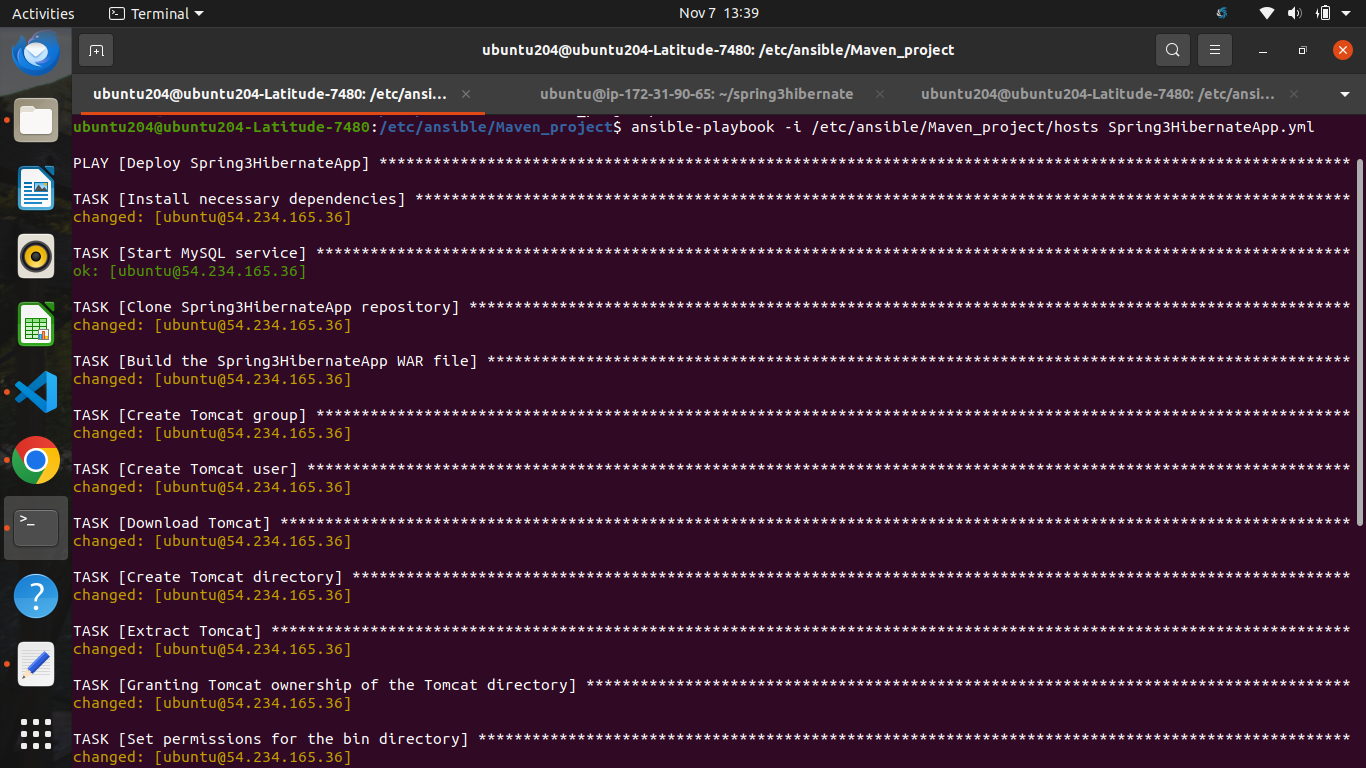 Activities Terminal Nov 7 13:39
ubuntu204@ubuntu204-Latitude-7480: /etc/ansible/Maven_project
ubuntu204@ubuntu204-Latitude-7480: /etc/ansi... × ubuntu@ip-172-31-90-65: ~/spring3hibernate × ubuntu204@ubuntu204-Latitude-7480: /etc/ansi... ×
ubuntu204@ubuntu204-Latitude-7480:/etc/ansible/Maven_project$ ansible-playbook -i /etc/ansible/Maven_project/hosts Spring3HibernateApp.yml
PLAY [Deploy Spring3HibernateApp] ************************************************************************************************************
TASK [Install necessary dependencies] ********************************************************************************************************
changed: [ubuntu@54.234.165.36]
TASK [Start MySQL service] *******************************************************************************************************************
ok: [ubuntu@54.234.165.36]
TASK [Clone Spring3HibernateApp repository] **************************************************************************************************
changed: [ubuntu@54.234.165.36]
TASK [Build the Spring3HibernateApp WAR file] ************************************************************************************************
changed: [ubuntu@54.234.165.36]
TASK [Create Tomcat group] *******************************************************************************************************************
changed: [ubuntu@54.234.165.36]
TASK [Create Tomcat user] ********************************************************************************************************************
changed: [ubuntu@54.234.165.36]
TASK [Download Tomcat] ***********************************************************************************************************************
changed: [ubuntu@54.234.165.36]
TASK [Create Tomcat directory] ***************************************************************************************************************
changed: [ubuntu@54.234.165.36]
TASK [Extract Tomcat] ************************************************************************************************************************
changed: [ubuntu@54.234.165.36]
TASK [Granting Tomcat ownership of the Tomcat directory] *************************************************************************************
changed: [ubuntu@54.234.165.36]
TASK [Set permissions for the bin directory] *************************************************************************************************
changed: [ubuntu@54.234.165.36]